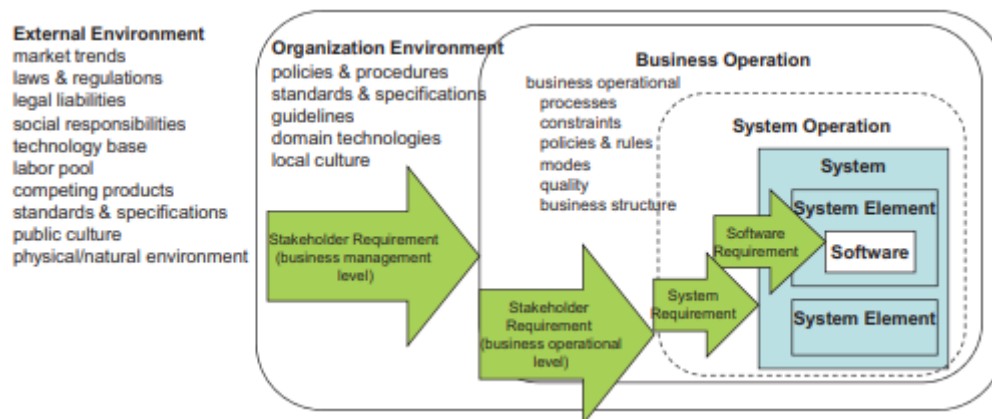 External Environment
market trends
laws & regulations
legal liabilities
social responsibilities
technology base
labor pool
competing products
standards & specifications
public culture
physical/natural environment
Organization Environment
policies & procedures
standards & specifications
guidelines
domain technologies
local culture
Stakeholder Requirement
(business management
level)
Business Operation
business operational
processes
constraints
policies & rules
modes
quality
business structure
Stakeholder
Requirement
(business operational
level)
System Operation
System
Requirement
Software
Requirement
System
System Element
Software
System Element